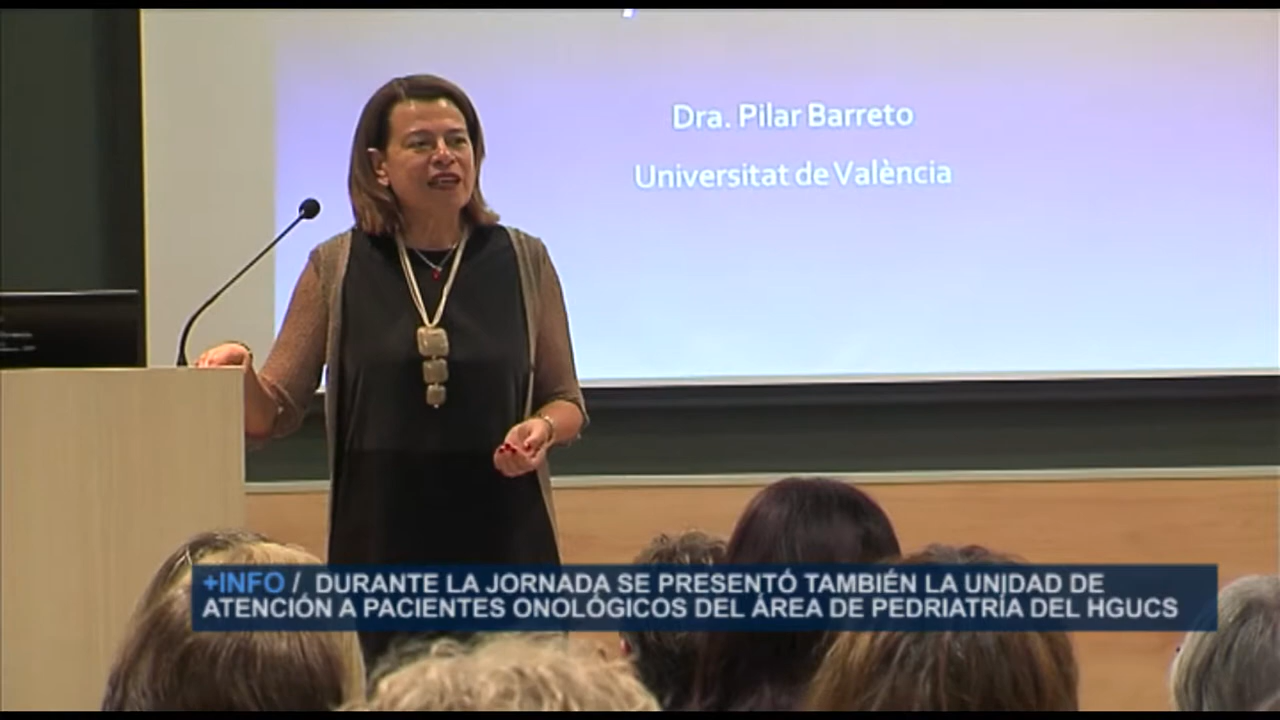 Dra. Pilar Barreto
Universitat de València
+INFO / DURANTE LA JORNADA SE PRESENTÓ TAMBIÉN LA UNIDAD DE
ATENCIÓN A PACIENTES ONOLÓGICOS DEL ÁREA DE PEDRIATRÍA DEL HGUCS